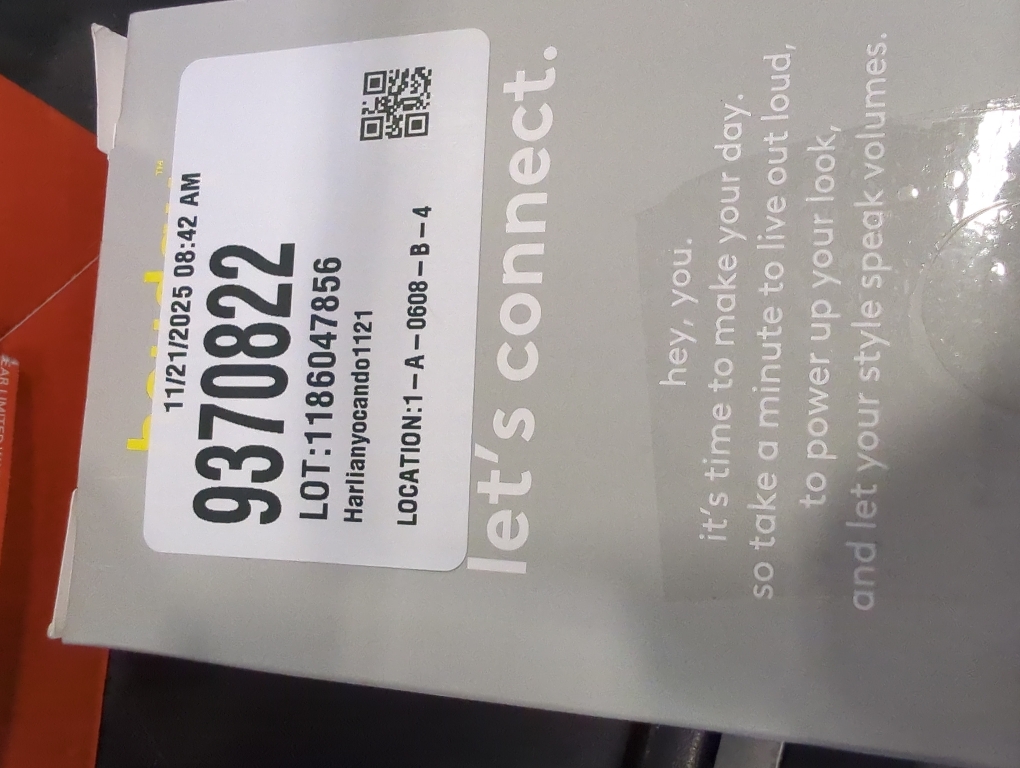 ™
11/21/2025 08:42 AM
9370822
LOT:1186047856
Harlianyocando1121
LOCATION:1-A-0608-B-4
let's connect.
hey, you.
it's time to make your day.
so take a minute to live out loud,
to power up your look,
and let your style speak volumes.